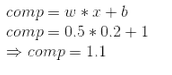 comp = w * x + b
comp = 0.5 * 0.2 + 1
⇒ comp = 1.1